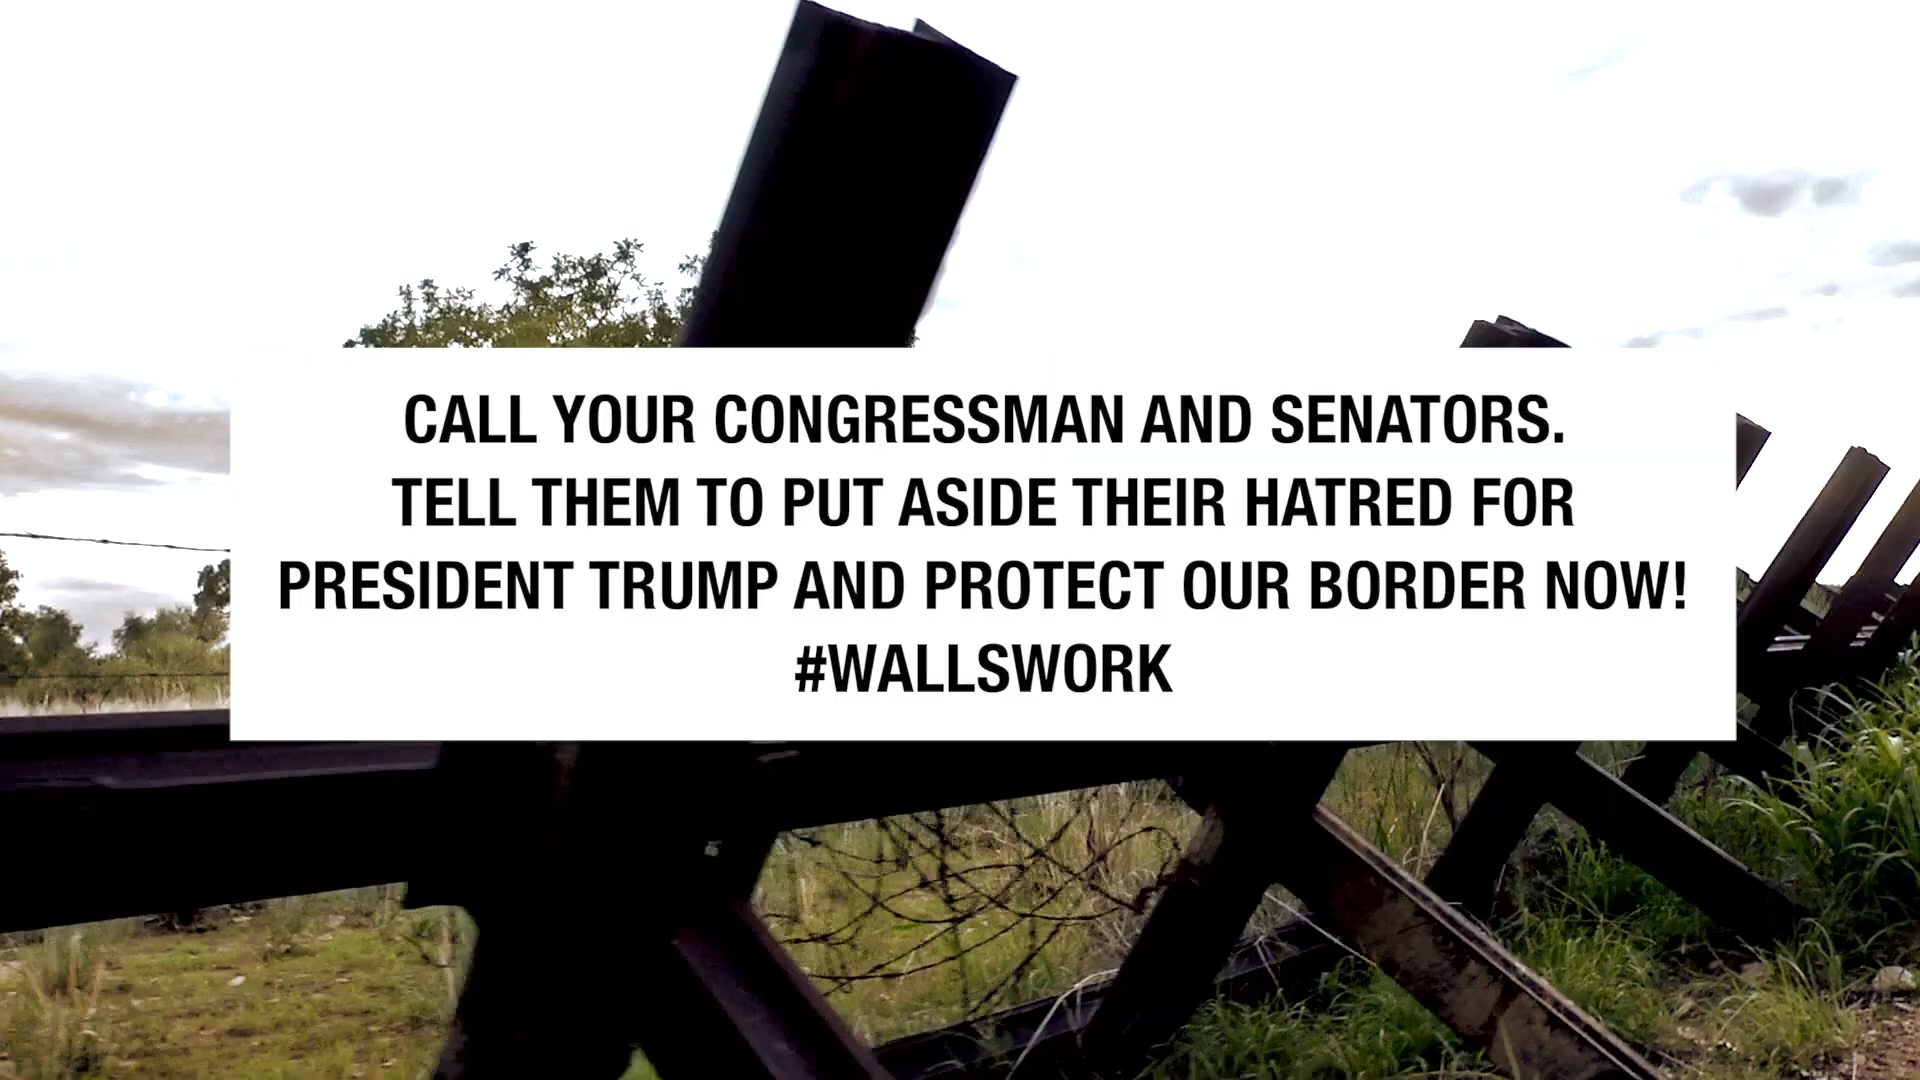 CALL YOUR CONGRESSMAN AND SENATORS.
TELL THEM TO PUT ASIDE THEIR HATRED FOR
PRESIDENT TRUMP AND PROTECT OUR BORDER NOW!
#WALLSWORK